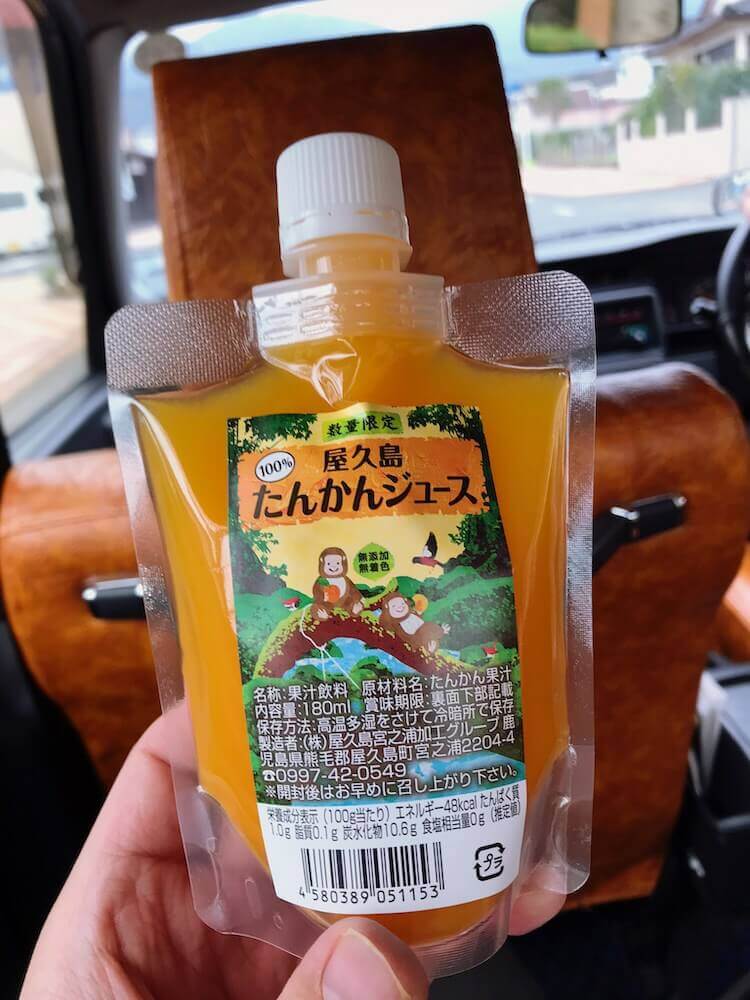 数量限定
100%
屋久島
たんかんジュース
無添加
無着色
名称:果汁飲料 原材料名:たんかん果汁
内容量:180ml 賞味期限:裏面下部記載
保存方法:高温多湿をさけて冷暗所で保存
製造者:(株)屋久島宮之浦加工グループ 鹿
児島県熊毛郡屋久島町宮之浦2204-4
☎0997-42-0549
※開封後はお早めに召し上がり下さい。
栄養成分表示(100g当たり)エネルギー48kcal たんぱく質
1.0g 脂質0.1g 炭水化物10.6g 食塩相当量0g(推定値)
プラ
4 580389 051153